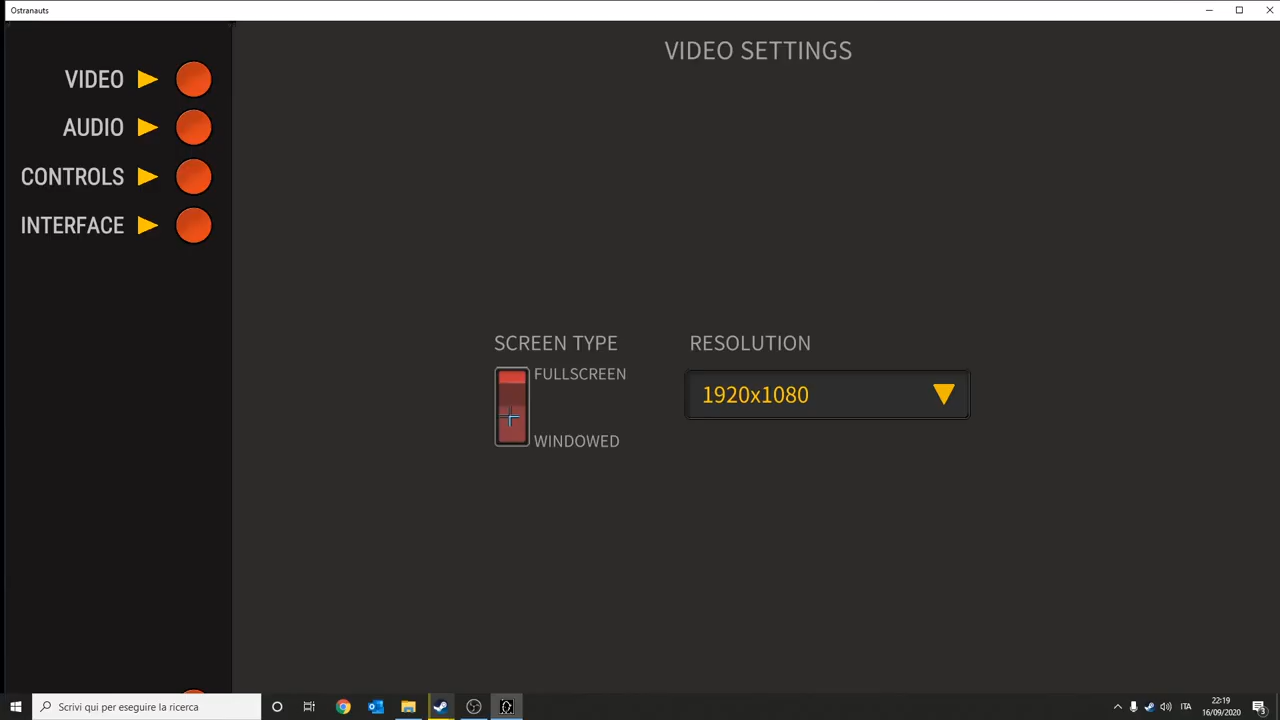 Ostranauts
VIDEO SETTINGS
VIDEO
AUDIO
CONTROLS
INTERFACE
SCREEN TYPE
FULLSCREEN
WINDOWED
RESOLUTION
1920x1080
Scrivi qui per eseguire la ricerca
ITA
22:19
16/09/2020
3